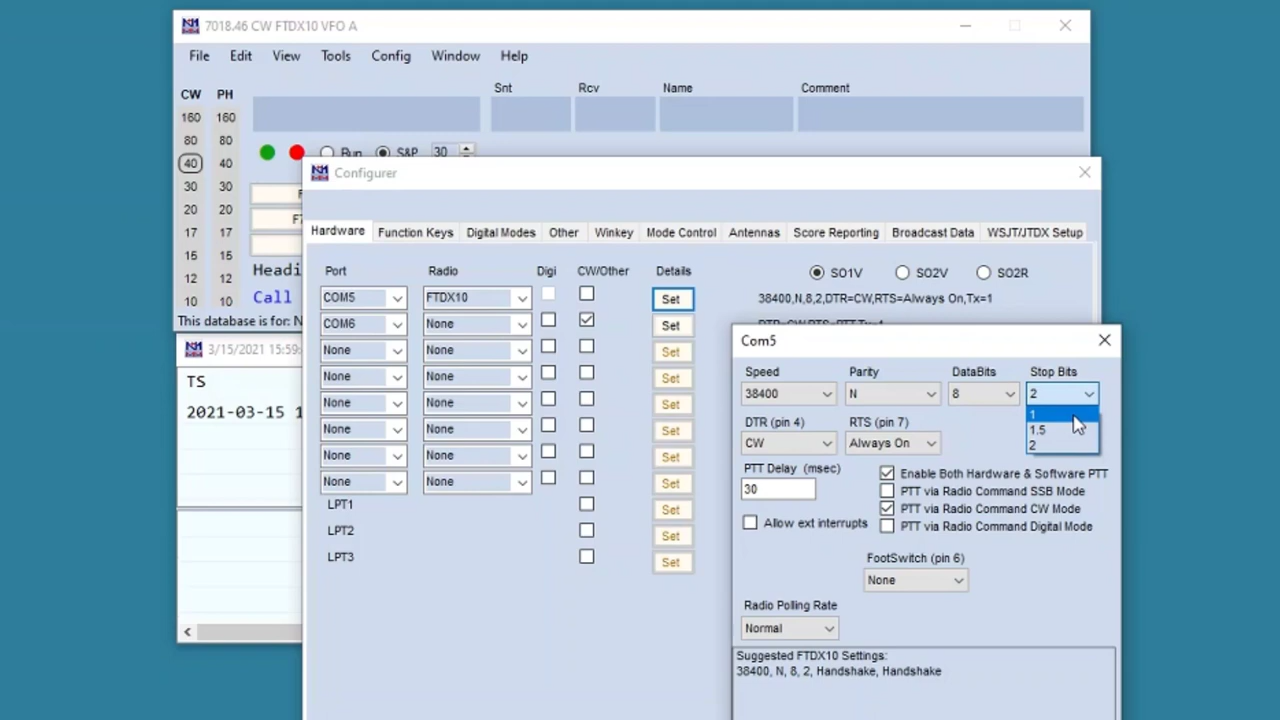 7018.46 CW FTDX10 VFO A
File Edit View Tools Config Window Help
Snt Rcv Name Comment
CW PH
160 160
80 80
40 40
30 30
20 20
17 17
15 15
12 12
10 10
Run S&P 30
Call
This database is for: N
3/15/2021 15:59:
TS
2021-03-15 1
Configurer
Hardware Function Keys Digital Modes Other Winkey Mode Control Antennas Score Reporting Broadcast Data WSJT/JTDX Setup
Port Radio Digi CW/Other Details SO1V SO2V SO2R
COM5 FTDX10 Set 38400,N,8,2,DTR=CW,RTS=Always On,Tx=1
COM6 None Set DTR=CW,RTS=PTT,Tx=1
None None Set
None None Set
None None Set
None None Set
None None Set
None None Set
LPT1 Set
LPT2 Set
LPT3 Set
Com5
Speed Parity DataBits Stop Bits
38400 N 8 2
1
1.5
2
DTR (pin 4) RTS (pin 7)
CW Always On
PTT Delay (msec)
30
Enable Both Hardware & Software PTT
PTT via Radio Command SSB Mode
PTT via Radio Command CW Mode
PTT via Radio Command Digital Mode
Allow ext interrupts
FootSwitch (pin 6)
None
Radio Polling Rate
Normal
Suggested FTDX10 Settings:
38400, N, 8, 2, Handshake, Handshake